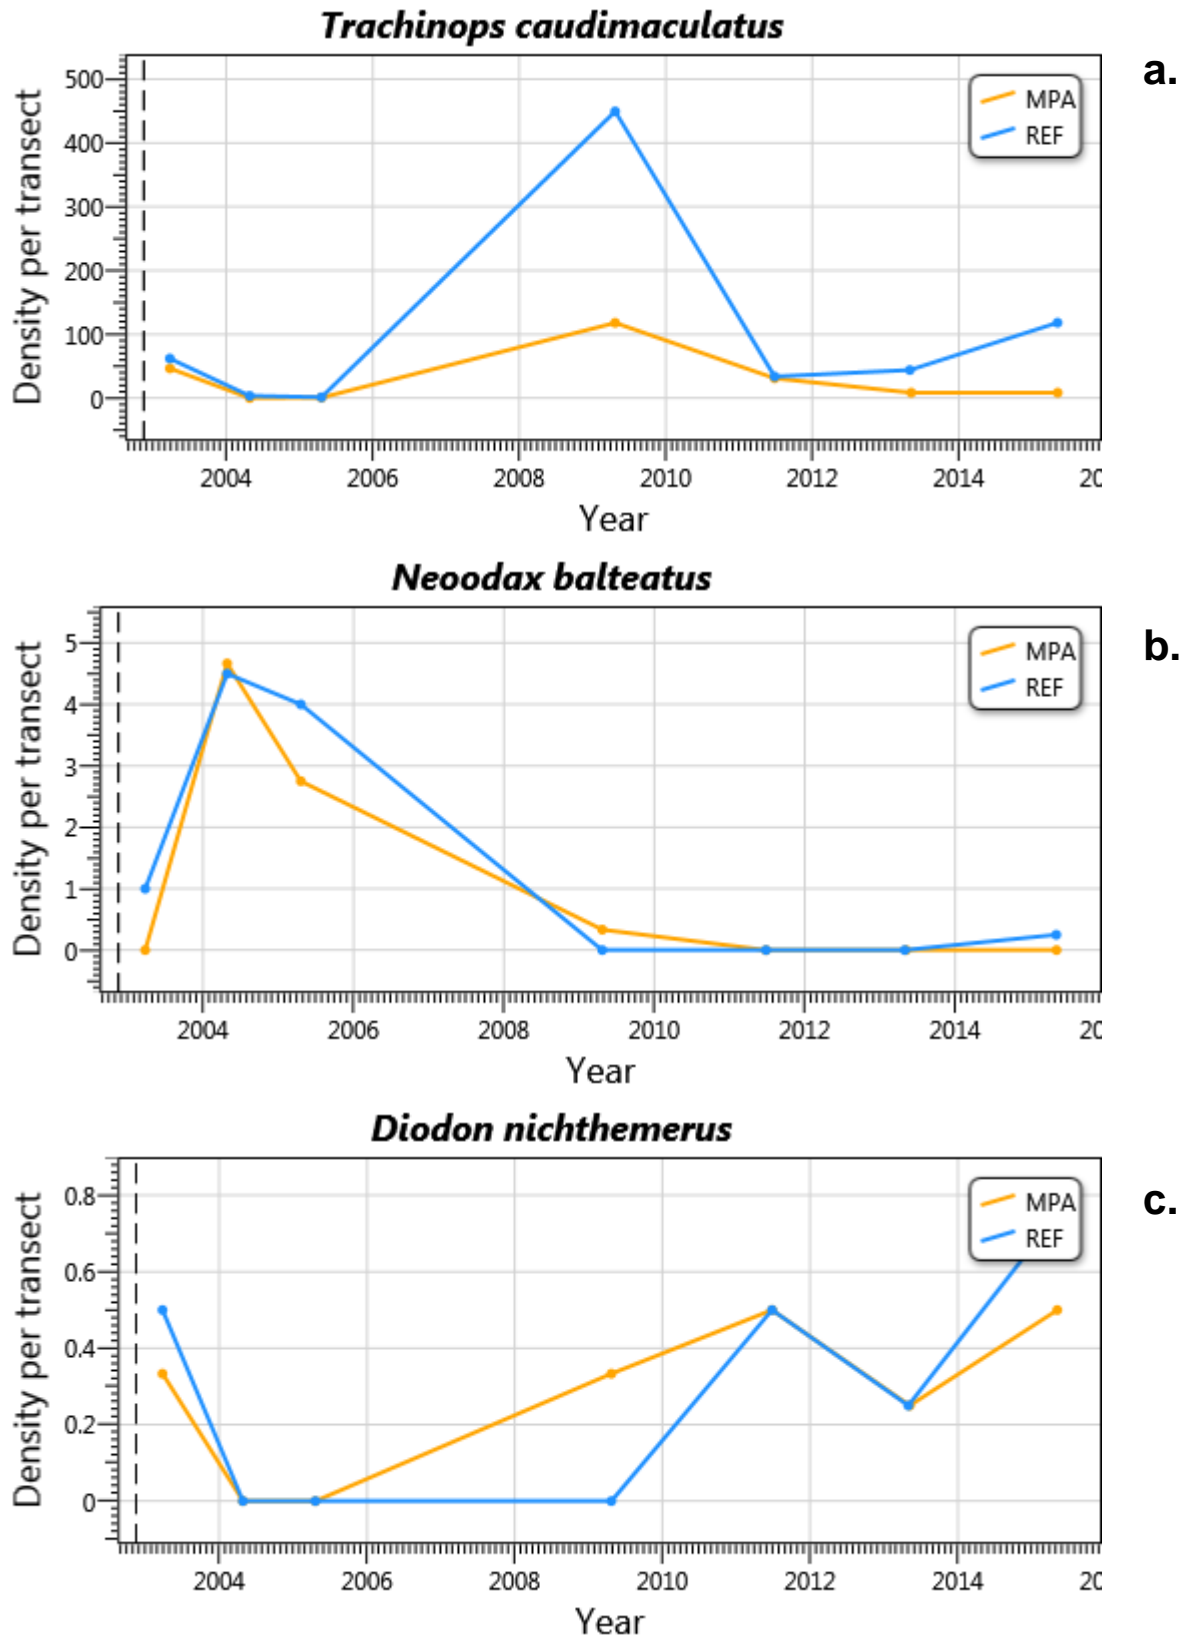 Trachinops caudimaculatus
a.
Density per transect
500
400
300
200
100
0
MPA
REF
2004 2006 2008 2010 2012 2014 20
Year
Neoodax balteatus
b.
Density per transect
5
4
3
2
1
0
MPA
REF
2004 2006 2008 2010 2012 2014 20
Year
Diodon nichthemerus
c.
Density per transect
0.8
0.6
0.4
0.2
0
MPA
REF
2004 2006 2008 2010 2012 2014 20
Year